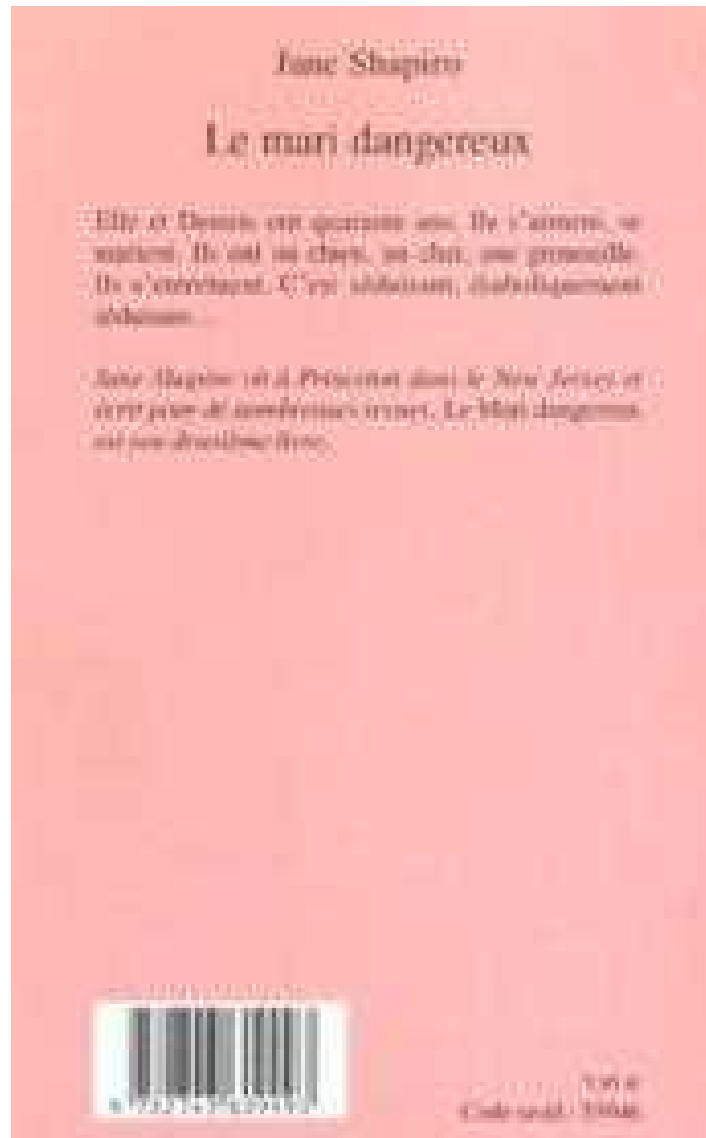 Jane Shapiro
Le mari dangereux
Elle et Dennis ont quarante ans. Ils s'aiment, se
marient. Ils ont un chien, un chat, une grenouille.
Ils s'entretuent. C'est séduisant, diaboliquement
séduisant...
Jane Shapiro vit à Princeton dans le New Jersey et
écrit pour de nombreuses revues. Le Mari dangereux
est son deuxième livre.
Code sodis :